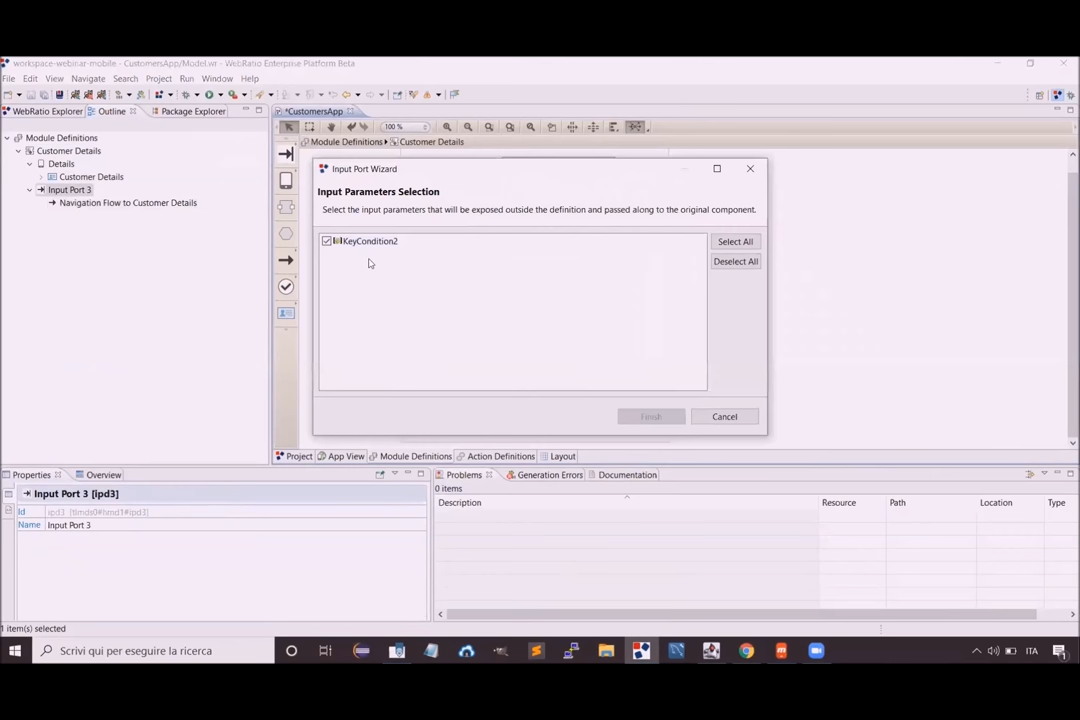 workspace-webinar-mobile - CustomersApp/Model.wr - WebRatio Enterprise Platform Beta
File Edit View Navigate Search Project Run Window Help
WebRatio Explorer Outline Package Explorer
*CustomersApp
100 %
Module Definitions
Customer Details
Details
Customer Details
Input Port 3
Navigation Flow to Customer Details
Module Definitions Customer Details
Input Port Wizard
Input Parameters Selection
Select the input parameters that will be exposed outside the definition and passed along to the original component.
KeyCondition2
Select All
Deselect All
Finish Cancel
Project App View Module Definitions Action Definitions Layout
Properties Overview
Input Port 3 [ipd3]
Id ipd3 [timds0#hmd1#ipd3]
Name Input Port 3
Problems Generation Errors Documentation
0 items
Description Resource Path Location Type
1 item(s) selected
Scrivi qui per eseguire la ricerca
ITA
1